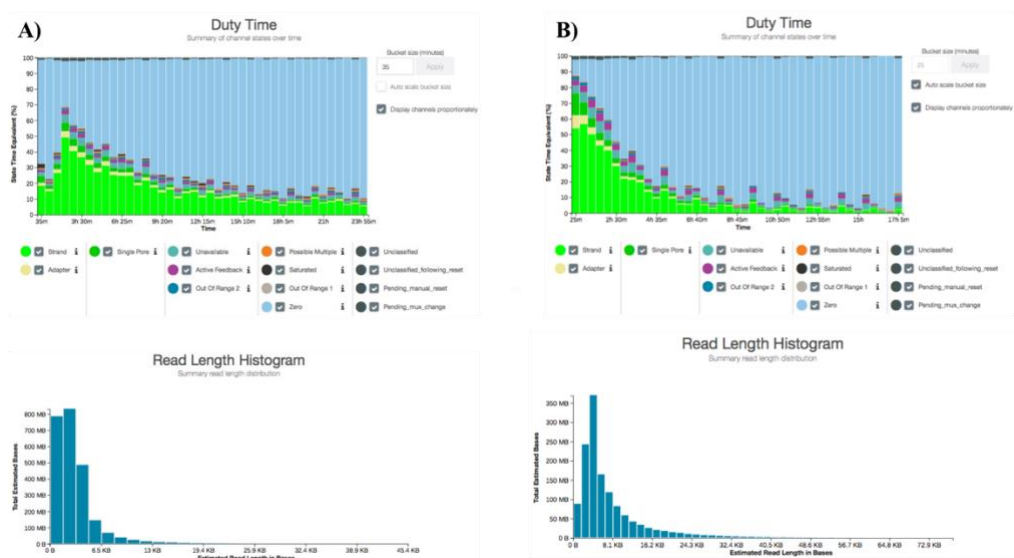 A)
Duty Time
Summary of channel states over time
Bucket size (minutes)
35 Apply
Auto scale bucket size
Display channels proportionately
State Time Equivalent (%)
100
90
80
70
60
50
40
30
20
10
0
35m 3h 30m 6h 25m 9h 20m 12h 15m 15h 10m 18h 5m 21h 23h 55m
Time
Strand i Single Pore i Unavailable i Possible Multiple i Unclassified
Adapter i Active Feedback i Saturated i Unclassified_following_reset
Out Of Range 2 Out Of Range 1 i Pending_manual_reset
Zero i Pending_mux_change
Read Length Histogram
Summary read length distribution
Total Estimated Bases
800 MB
700 MB
600 MB
500 MB
400 MB
300 MB
200 MB
100 MB
0 B
0 B 6.5 KB 13 KB 19.4 KB 25.9 KB 32.4 KB 38.9 KB 45.4 KB
Estimated Read Length in Bases
B)
Duty Time
Summary of channel states over time
Bucket size (minutes)
Apply
Auto scale bucket size
Display channels proportionately
State Time Equivalent (%)
100
90
80
70
60
50
40
30
20
10
0
25m 2h 30m 4h 35m 6h 40m 8h 45m 10h 50m 12h 55m 15h 17h 5m
Time
Strand i Single Pore i Unavailable i Possible Multiple i Unclassified
Adapter i Active Feedback i Saturated i Unclassified_following_reset
Out Of Range 2 Out Of Range 1 i Pending_manual_reset
Zero i Pending_mux_change
Read Length Histogram
Summary read length distribution
Total Estimated Bases
350 MB
300 MB
250 MB
200 MB
150 MB
100 MB
50 MB
0 B
0 B 8.1 KB 16.2 KB 24.3 KB 32.4 KB 40.5 KB 48.6 KB 56.7 KB 64.8 KB 72.9 KB
Estimated Read Length in Bases